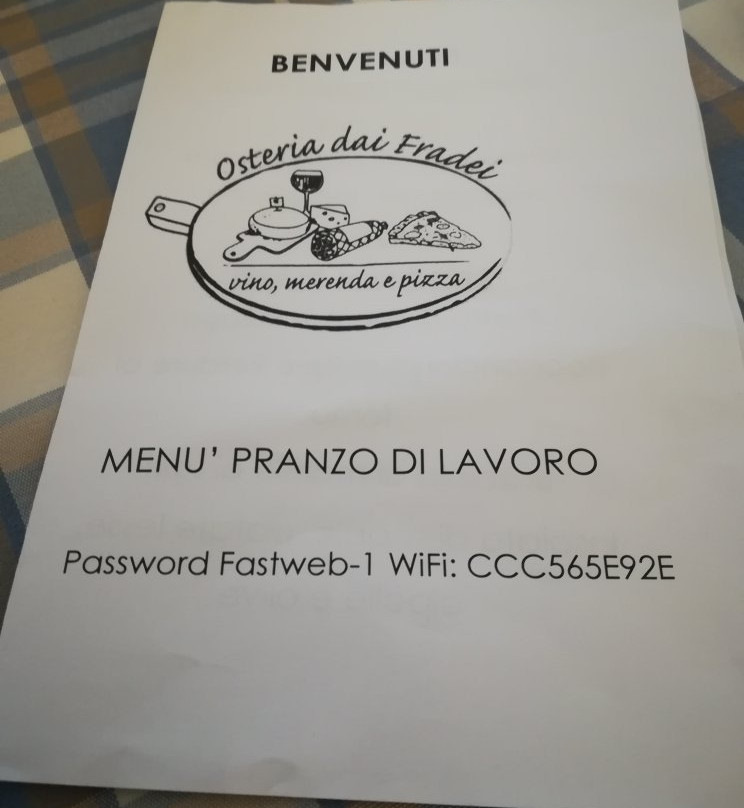 BENVENUTI
Osteria dai Fradei
vino, merenda e pizza
MENU' PRANZO DI LAVORO
Password Fastweb-1 WiFi: CCC565E92E